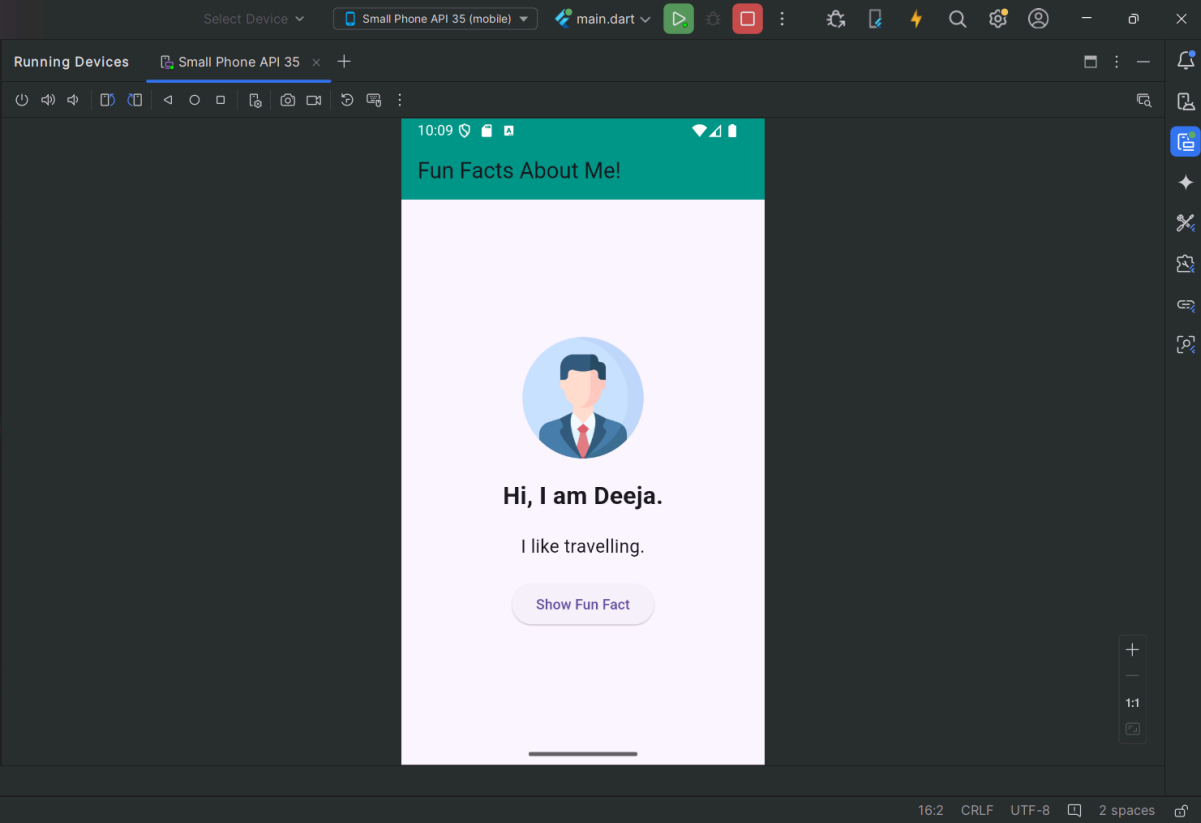 Select Device
Small Phone API 35 (mobile)
main.dart
Running Devices
Small Phone API 35
10:09
A
Fun Facts About Me!
Hi, I am Deeja.
I like travelling.
Show Fun Fact
1:1
16:2 CRLF UTF-8 2 spaces